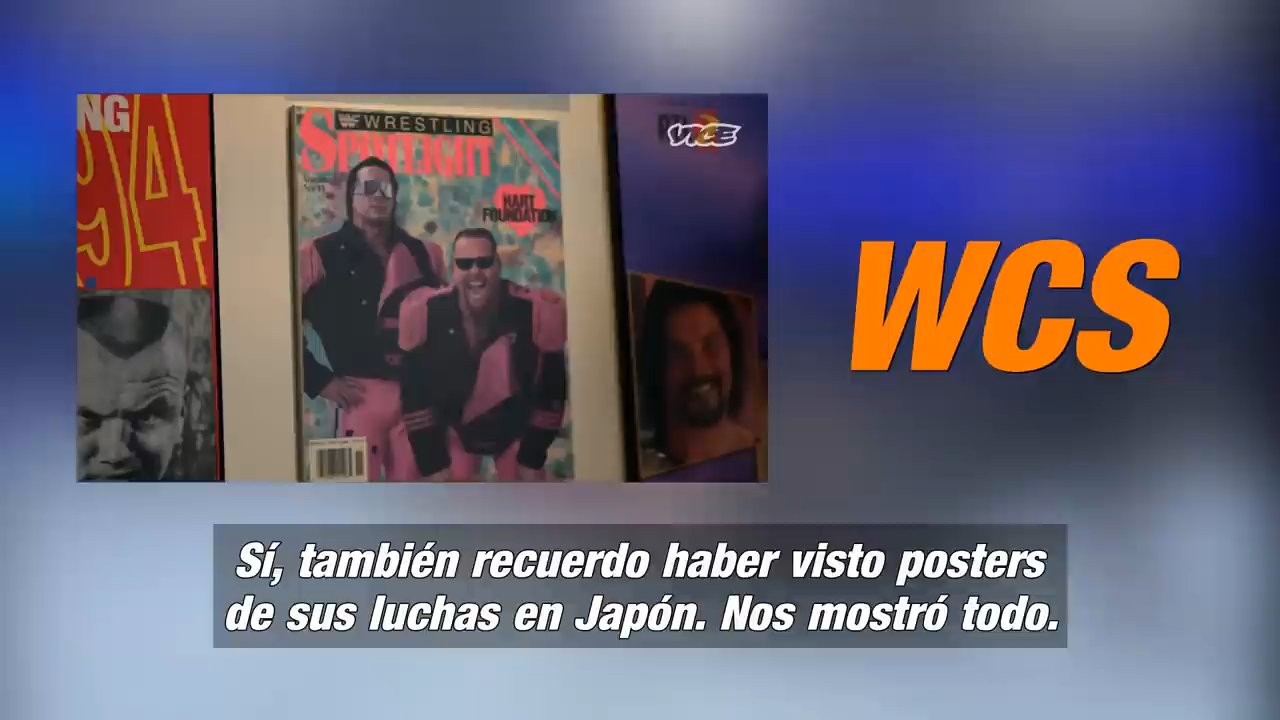 NG
94
WRESTLING
SPOTLIGHT
HART
FOUNDATION
VICE
WCS
Sí, también recuerdo haber visto posters
de sus luchas en Japón. Nos mostró todo.